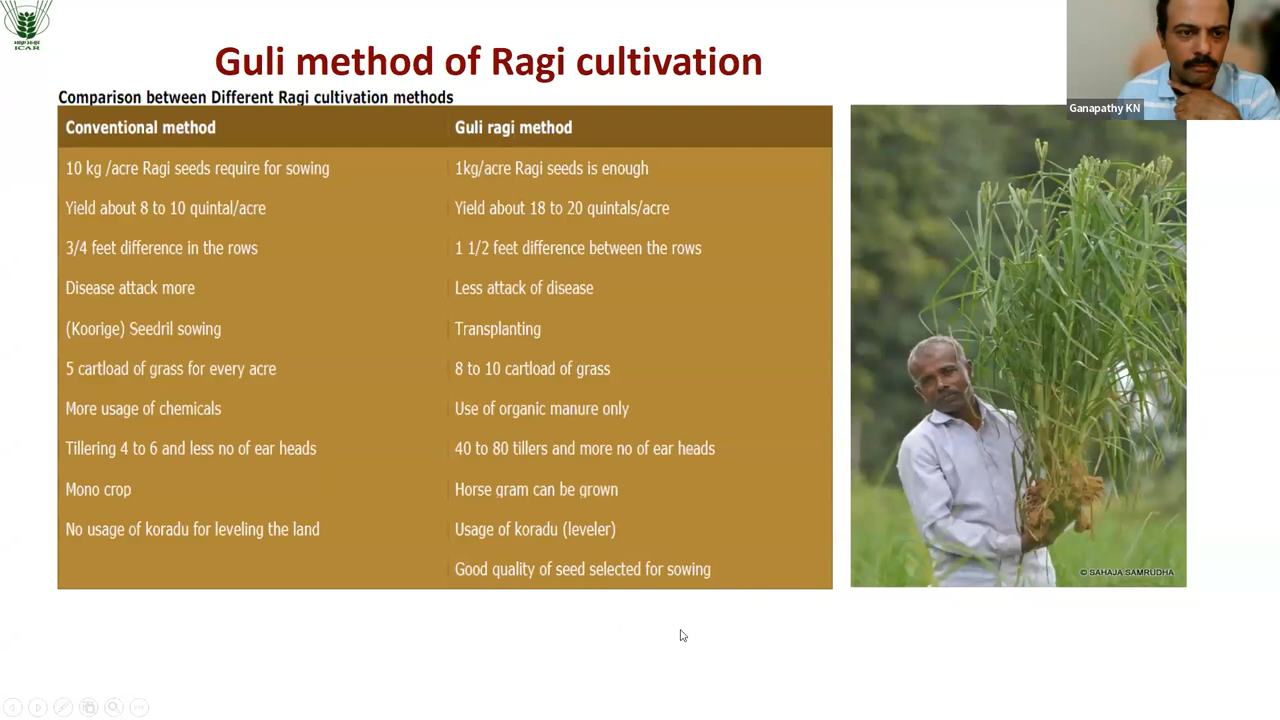 ICAR
Guli method of Ragi cultivation
Ganapathy KN
Comparison between Different Ragi cultivation methods
Conventional method
Guli ragi method
10 kg /acre Ragi seeds require for sowing
1kg/acre Ragi seeds is enough
Yield about 8 to 10 quintal/acre
Yield about 18 to 20 quintals/acre
3/4 feet difference in the rows
1 1/2 feet difference between the rows
Disease attack more
Less attack of disease
(Koorige) Seedril sowing
Transplanting
5 cartload of grass for every acre
8 to 10 cartload of grass
More usage of chemicals
Use of organic manure only
Tillering 4 to 6 and less no of ear heads
40 to 80 tillers and more no of ear heads
Mono crop
Horse gram can be grown
No usage of koradu for leveling the land
Usage of koradu (leveler)
Good quality of seed selected for sowing
© SAHAJA SAMRUDHA